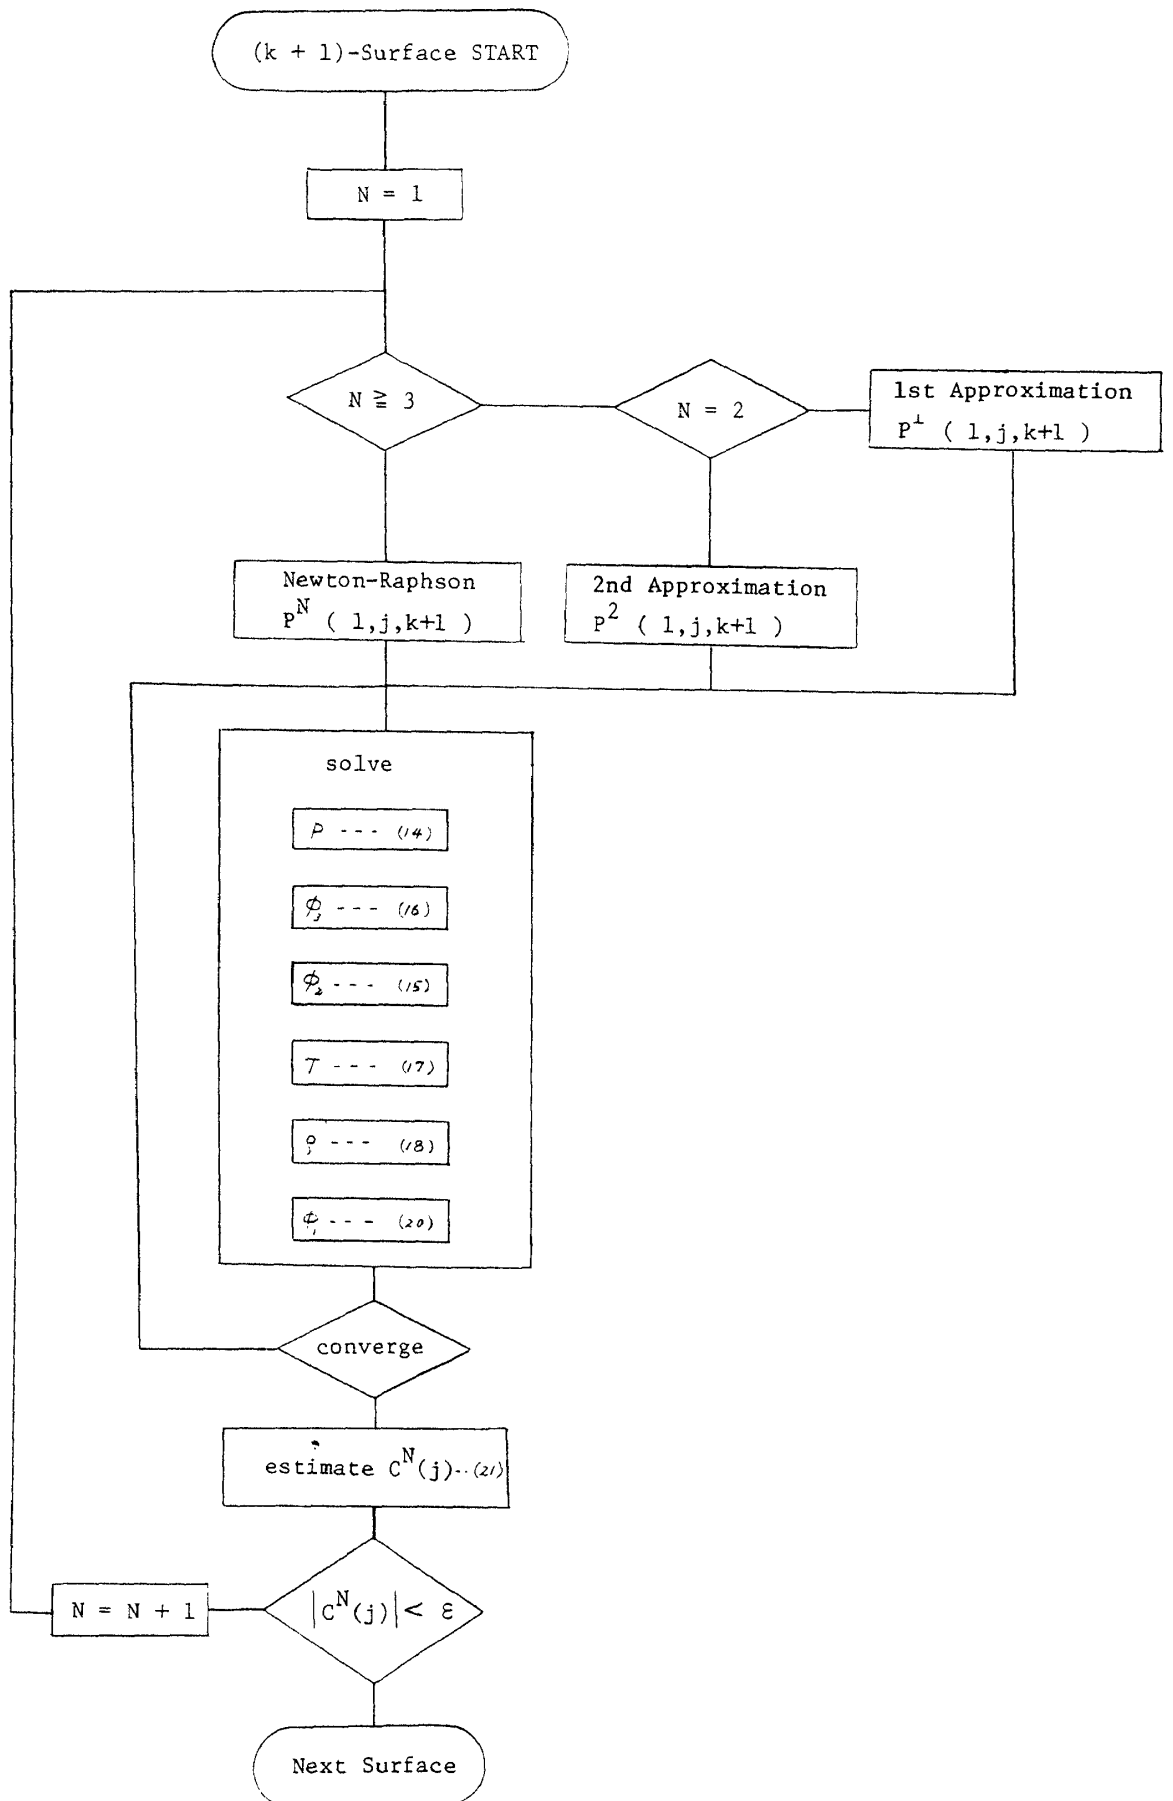 (k + 1)-Surface START
N = 1
N ≧ 3
N = 2
1st Approximation
P¹ ( 1,j,k+1 )
Newton-Raphson
P^N ( 1,j,k+1 )
2nd Approximation
P² ( 1,j,k+1 )
solve
P --- (14)
ϕ₃ --- (16)
ϕ₂ --- (15)
T --- (17)
--- (18)
ϕ₁ --- (20)
converge
estimate C^N(j)--(21)
N = N + 1
|C^N(j)| < ε
Next Surface